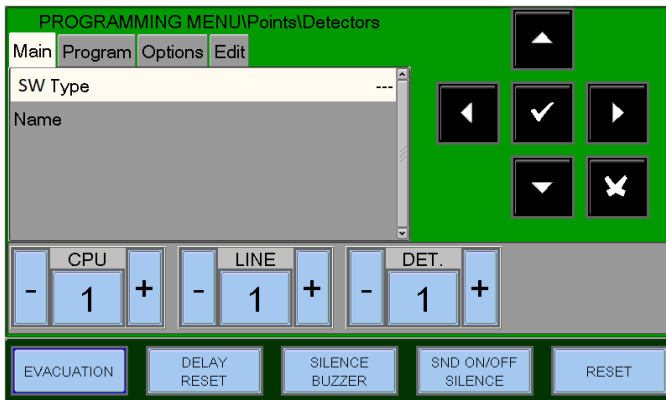 PROGRAMMING MENU\Points\Detectors
Main Program Options Edit
SW Type ---
Name
CPU LINE DET.
- 1 + - 1 + - 1 +
EVACUATION DELAY RESET SILENCE BUZZER SND ON/OFF SILENCE RESET